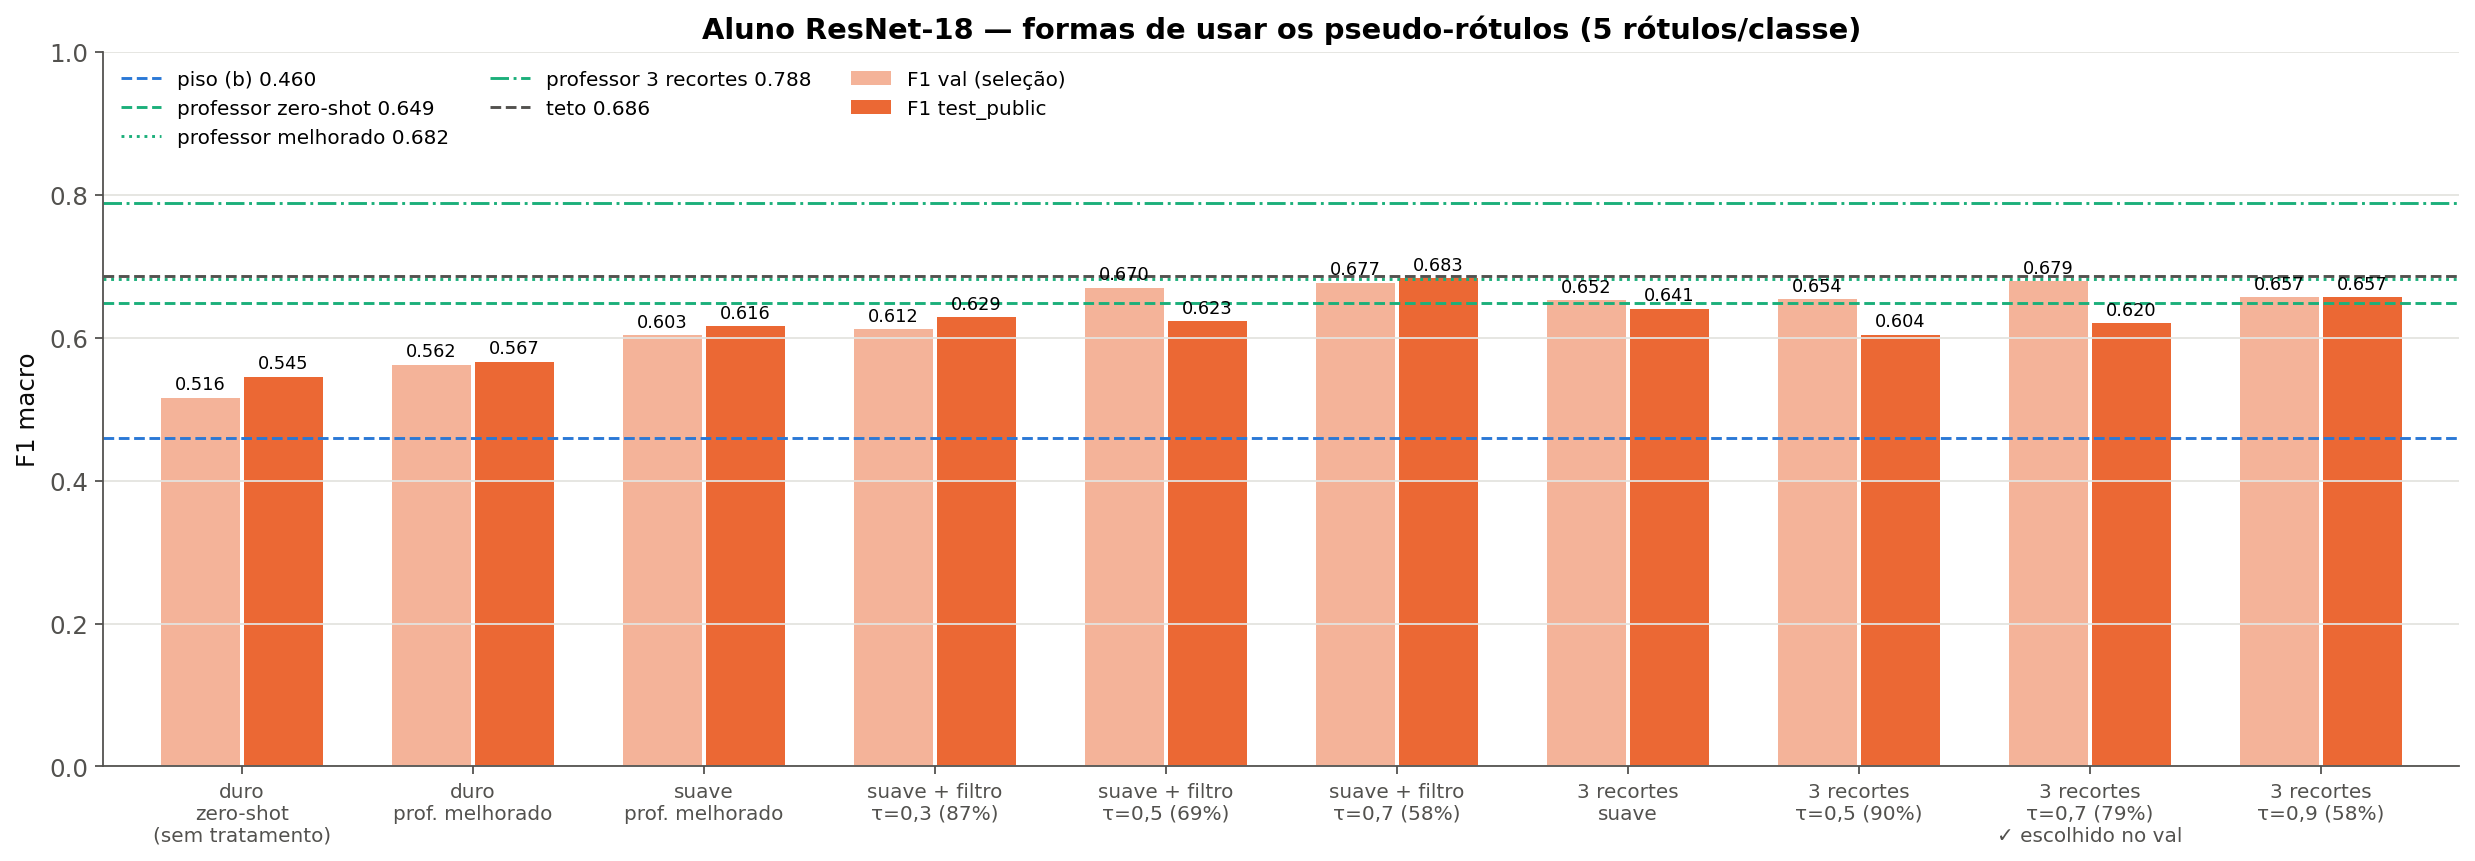 Aluno ResNet-18 — formas de usar os pseudo-rótulos (5 rótulos/classe)
piso (b) 0.460
professor zero-shot 0.649
professor melhorado 0.682
professor 3 recortes 0.788
teto 0.686
F1 val (seleção)
F1 test_public
F1 macro
1.0
0.8
0.6
0.4
0.2
0.0
0.516
0.545
0.562
0.567
0.603
0.616
0.612
0.629
0.670
0.623
0.677
0.683
0.652
0.641
0.654
0.604
0.679
0.620
0.657
0.657
duro
zero-shot
(sem tratamento)
duro
prof. melhorado
suave
prof. melhorado
suave + filtro
τ=0,3 (87%)
suave + filtro
τ=0,5 (69%)
suave + filtro
τ=0,7 (58%)
3 recortes
suave
3 recortes
τ=0,5 (90%)
3 recortes
τ=0,7 (79%)
✓ escolhido no val
3 recortes
τ=0,9 (58%)